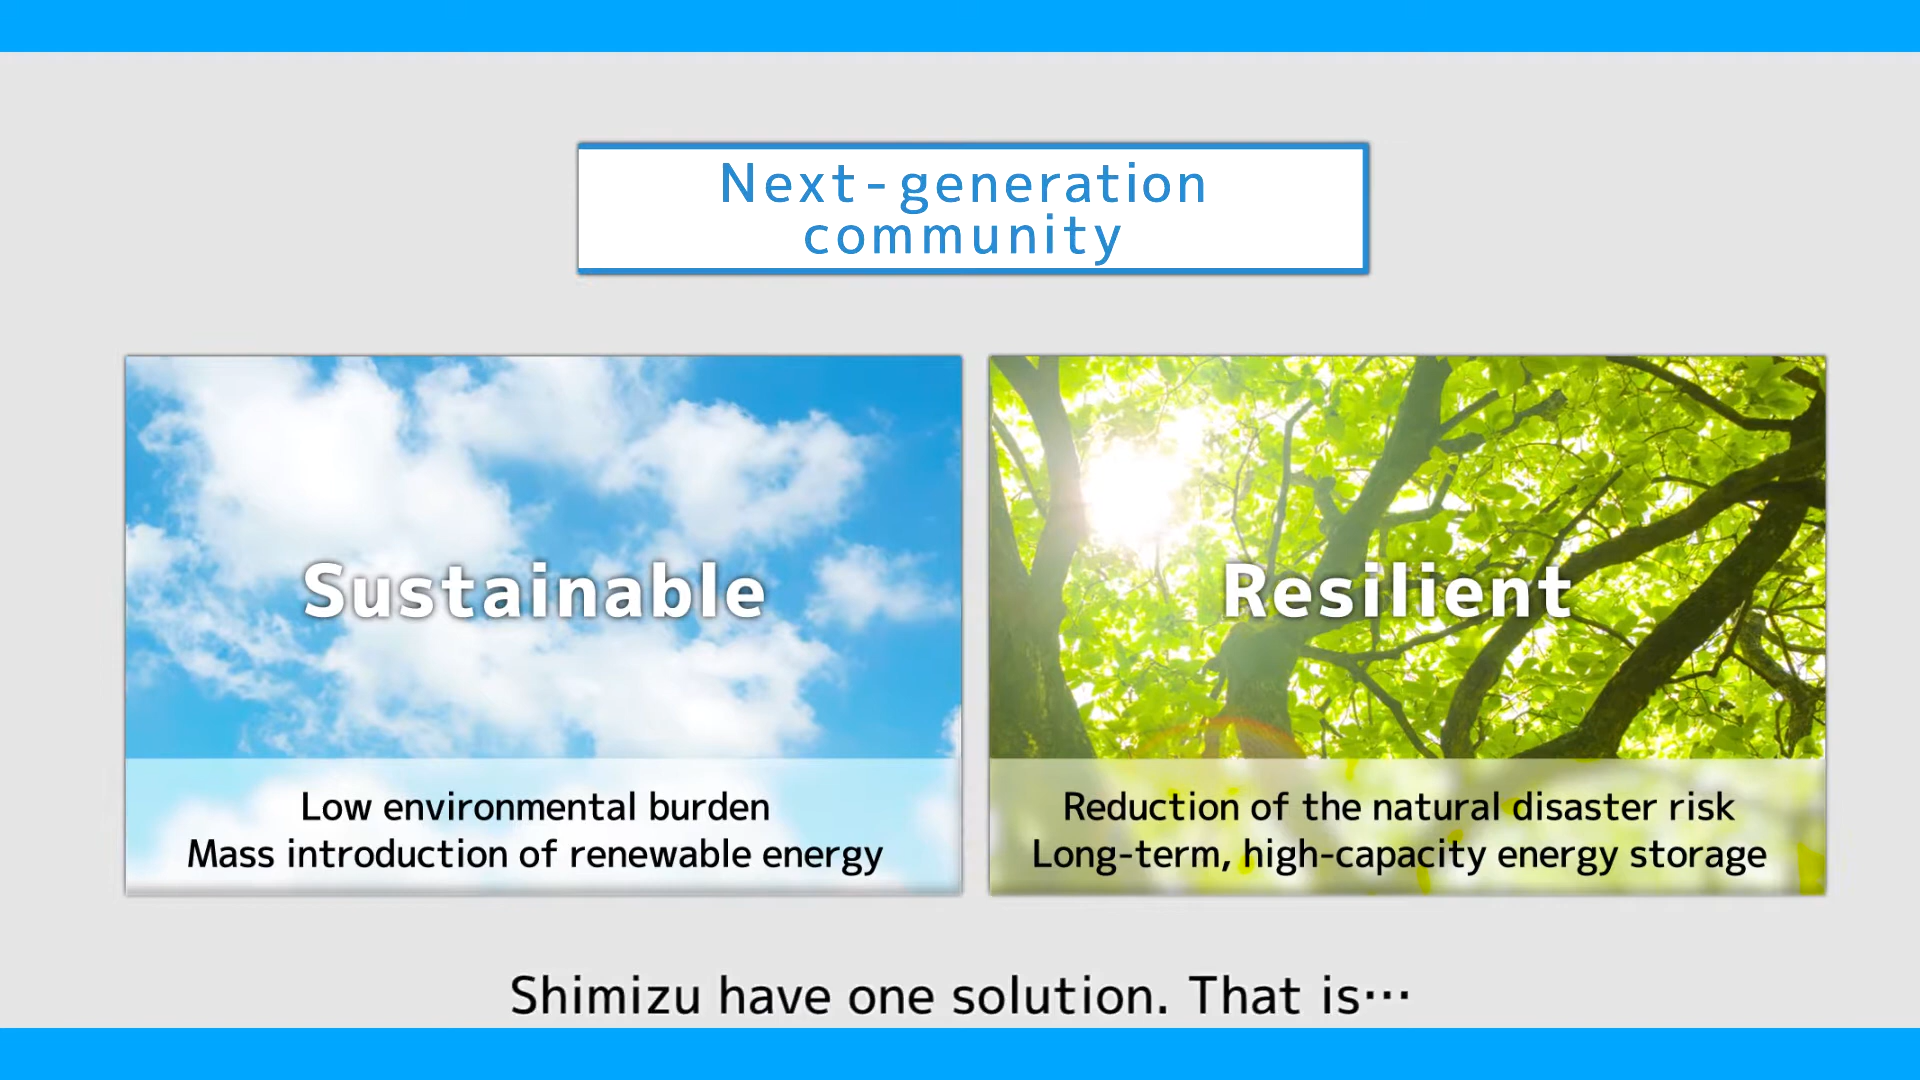 Next-generation
community
Sustainable
Low environmental burden
Mass introduction of renewable energy
Resilient
Reduction of the natural disaster risk
Long-term, high-capacity energy storage
Shimizu have one solution. That is…